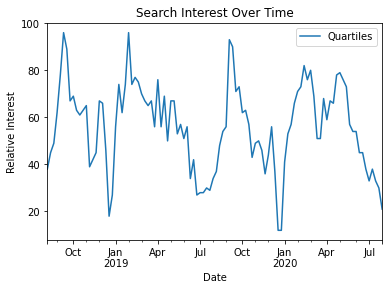 Search Interest Over Time
100
80
60
40
20
Relative Interest
Quartiles
Oct Jan Apr Jul Oct Jan Apr Jul
2019 2020
Date